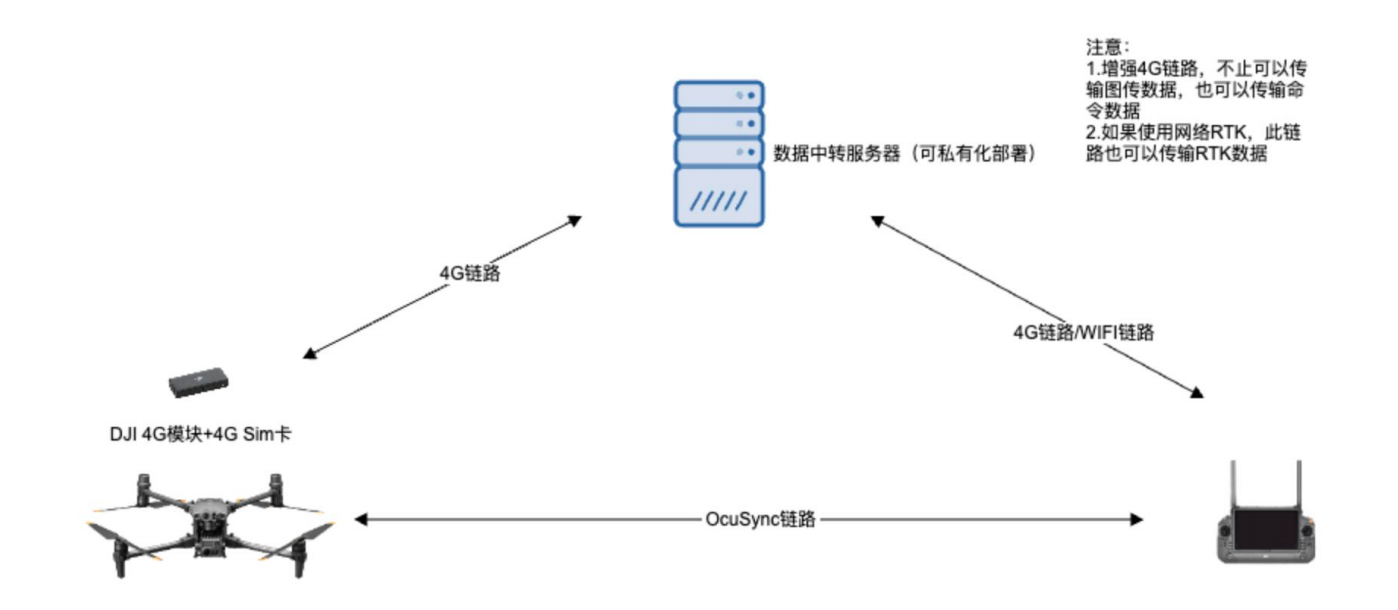 注意：
1.增强4G链路，不止可以传
输图传数据，也可以传输命
令数据
2.如果使用网络RTK，此链
路也可以传输RTK数据
数据中转服务器（可私有化部署）
4G链路
4G链路/WIFI链路
DJI 4G模块+4G Sim卡
OcuSync链路